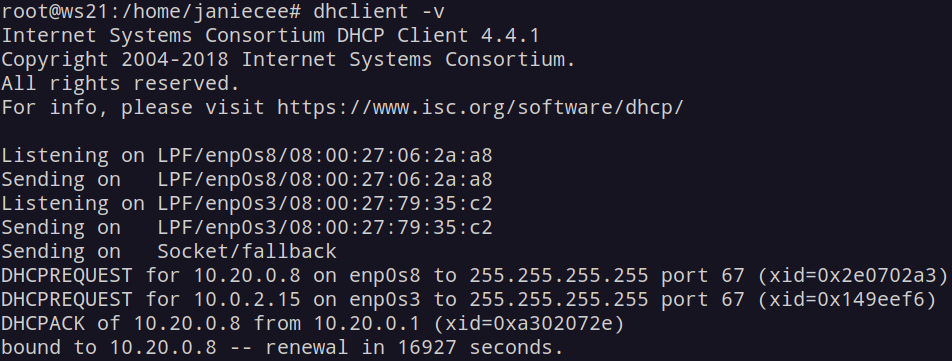 root@ws21:/home/janiecee# dhclient -v
Internet Systems Consortium DHCP Client 4.4.1
Copyright 2004-2018 Internet Systems Consortium.
All rights reserved.
For info, please visit https://www.isc.org/software/dhcp/

Listening on LPF/enp0s8/08:00:27:06:2a:a8
Sending on   LPF/enp0s8/08:00:27:06:2a:a8
Listening on LPF/enp0s3/08:00:27:79:35:c2
Sending on   LPF/enp0s3/08:00:27:79:35:c2
Sending on   Socket/fallback
DHCPREQUEST for 10.20.0.8 on enp0s8 to 255.255.255.255 port 67 (xid=0x2e0702a3)
DHCPREQUEST for 10.0.2.15 on enp0s3 to 255.255.255.255 port 67 (xid=0x149eef6)
DHCPACK of 10.20.0.8 from 10.20.0.1 (xid=0xa302072e)
bound to 10.20.0.8 -- renewal in 16927 seconds.